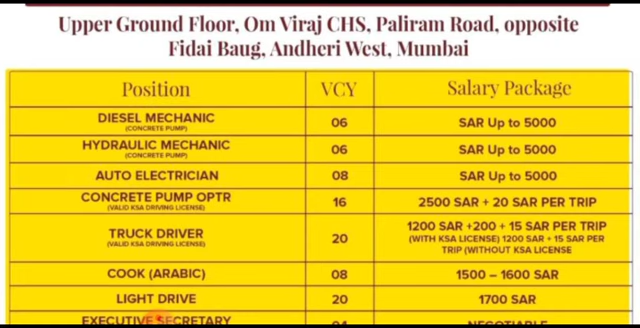 Upper Ground Floor, Om Viraj CHS, Paliram Road, opposite
Fidai Baug, Andheri West, Mumbai
Position VCY Salary Package
DIESEL MECHANIC
(CONCRETE PUMP)
06 SAR Up to 5000
HYDRAULIC MECHANIC
(CONCRETE PUMP)
06 SAR Up to 5000
AUTO ELECTRICIAN 08 SAR Up to 5000
CONCRETE PUMP OPTR
(VALID KSA DRIVING LICENSE)
16 2500 SAR + 20 SAR PER TRIP
TRUCK DRIVER
(VALID KSA DRIVING LICENSE)
20
1200 SAR +200 + 15 SAR PER TRIP
(WITH KSA LICENSE) 1200 SAR + 15 SAR PER
TRIP (WITHOUT KSA LICENSE
COOK (ARABIC) 08 1500 - 1600 SAR
LIGHT DRIVE 20 1700 SAR
EXECUTIVE SECRETARY 04 NEGOTIABLE